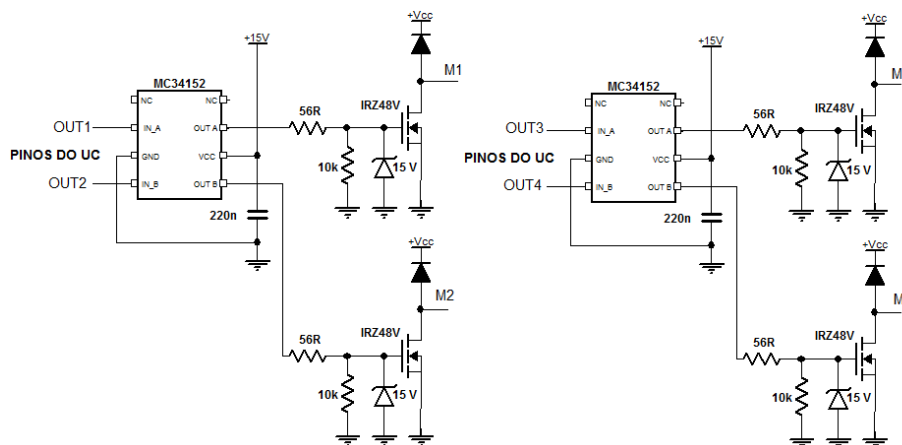 +Vcc
+15V
M1
MC34152
NC
NC
IRZ48V
56R
OUT1
IN_A
OUT A
PINOS DO UC
GND
VCC
10k
15 V
OUT2
IN_B
OUT B
220n
+Vcc
M2
IRZ48V
56R
10k
15 V
+Vcc
+15V
M
MC34152
NC
NC
IRZ48V
56R
OUT3
IN_A
OUT A
PINOS DO UC
GND
VCC
10k
15 V
OUT4
IN_B
OUT B
220n
+Vcc
M
IRZ48V
56R
10k
15 V